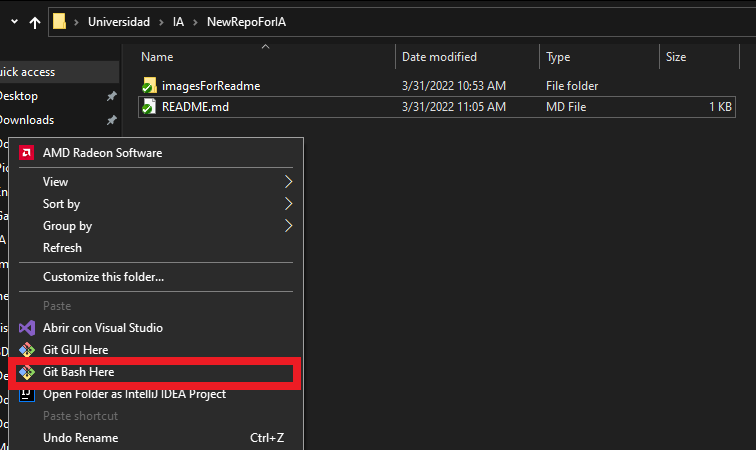 Universidad > IA > NewRepoForIA
Name Date modified Type Size
uick access
imagesForReadme 3/31/2022 10:53 AM File folder
Desktop
README.md 3/31/2022 11:05 AM MD File 1 KB
Downloads
AMD Radeon Software
View
Sort by
Group by
Refresh
Customize this folder...
Paste
Abrir con Visual Studio
Git GUI Here
Git Bash Here
Open Folder as IntelliJ IDEA Project
Paste shortcut
Undo Rename Ctrl+Z